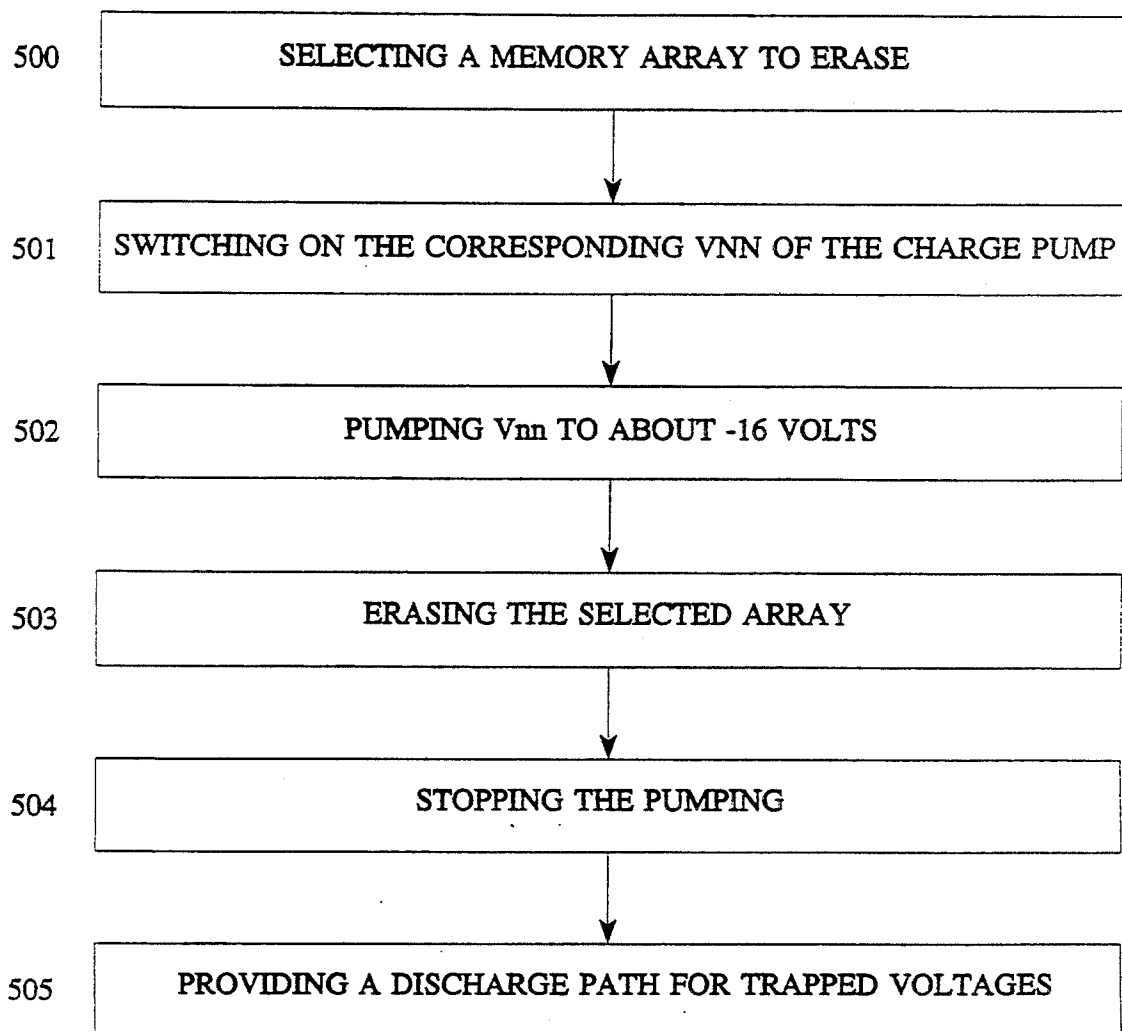 500 SELECTING A MEMORY ARRAY TO ERASE
501 SWITCHING ON THE CORRESPONDING VNN OF THE CHARGE PUMP
502 PUMPING Vnn TO ABOUT -16 VOLTS
503 ERASING THE SELECTED ARRAY
504 STOPPING THE PUMPING
505 PROVIDING A DISCHARGE PATH FOR TRAPPED VOLTAGES